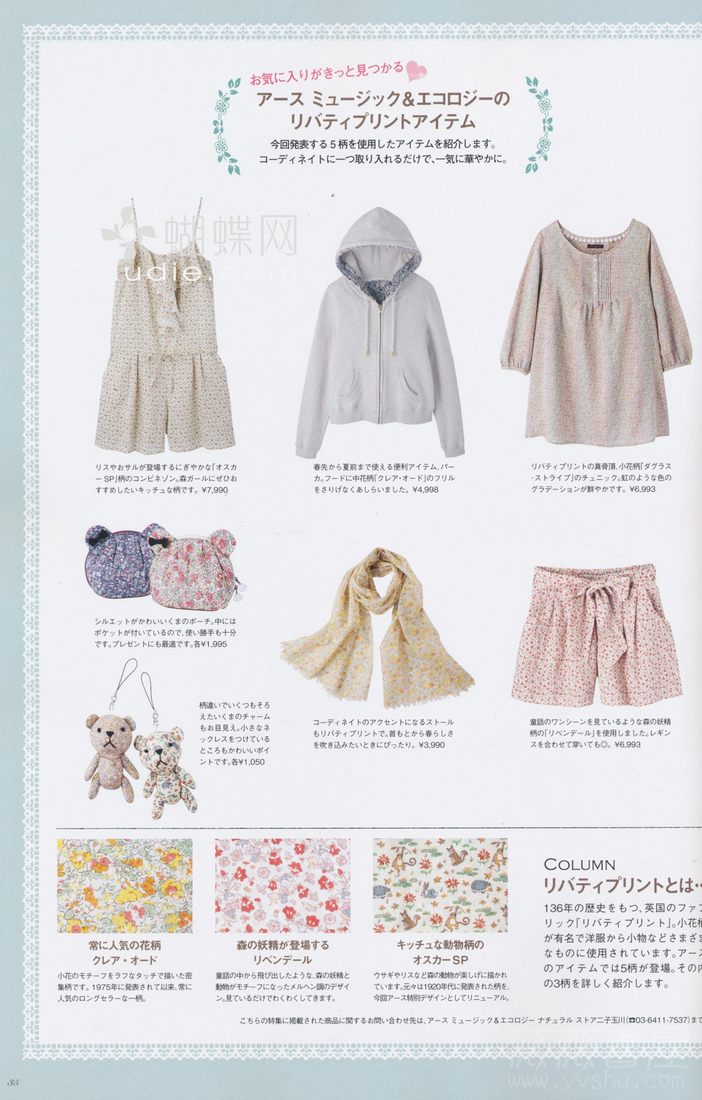 お気に入りがきっと見つかる
アース ミュージック&エコロジーの
リバティプリントアイテム
今回発表する5柄を使用したアイテムを紹介します。
コーディネイトに一つ取り入れるだけで、一気に華やかに。
蝴蝶网
udie.com
リスやおサルが登場するにぎやかな「オスカ
ーSP」柄のコンビネゾン。森ガールにぜひお
すすめしたいキッチュな柄です。¥7,990
春先から夏前まで使える便利アイテム、パー
カ。フードに中花柄「クレア・オード」のフリル
をさりげなくあしらいました。¥4,998
リバティプリントの真骨頂、小花柄「ダグラス
・ストライプ」のチュニック。虹のような色の
グラデーションが鮮やかです。¥6,993
シルエットがかわいいくまのポーチ。中には
ポケットが付いているので、使い勝手も十分
です。プレゼントにも最適です。各¥1,995
柄違いでいくつもそろ
えたいくまのチャーム
もお目見え。小さなネ
ックレスをつけている
ところもかわいいポイ
ントです。各¥1,050
コーディネイトのアクセントになるストール
もリバティプリントで。首もとから春らしさ
を吹き込みたいときにぴったり。¥3,990
童話のワンシーンを見ているような森の妖精
柄の「リベンデール」を使用しました。レギン
スを合わせて穿いても◎。¥6,993
常に人気の花柄
クレア・オード
小花のモチーフをラフなタッチで描いた密
集柄です。1975年に発表されて以来、常に
人気のロングセラーな一柄。
森の妖精が登場する
リベンデール
童話の中から飛び出したような、森の妖精と
動物がモチーフになったメルヘン調のデザイ
ン。見ているだけでわくわくしてきます。
キッチュな動物柄の
オスカーSP
ウサギやリスなど森の動物が楽しげに描かれ
ています。元々は1920年代に発表された柄を、
今回アース特別デザインとしてリニューアル。
COLUMN
リバティプリントとは…
136年の歴史をもつ、英国のファブ
リック「リバティプリント」。小花柄
が有名で洋服から小物などさまざま
なものに使用されています。アース
のアイテムでは5柄が登場。その内
の3柄を詳しく紹介します。
こちらの特集に掲載された商品に関するお問い合わせ先は、アース ミュージック&エコロジー ナチュラル ストア二子玉川(☎03-6411-7537)まで
35
www.vvshu.com